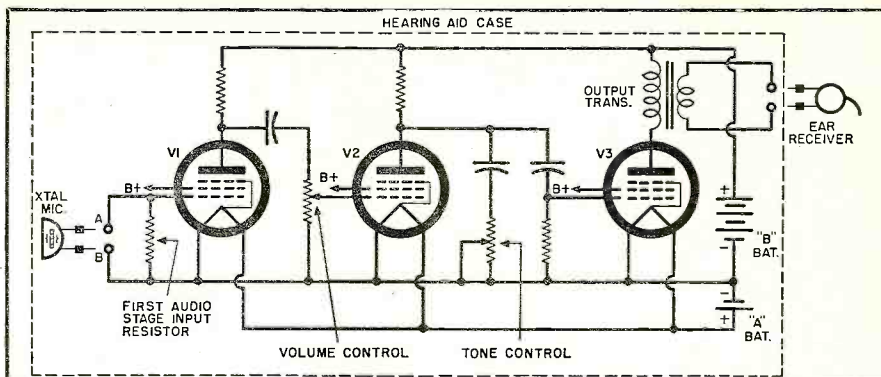 HEARING AID CASE
OUTPUT
TRANS.
EAR
RECEIVER
V1
V2
V3
B+
B+
B+
XTAL
MIC.
A
B
+
"B"
BAT.
-
-
"A"
BAT.
+
FIRST AUDIO
STAGE INPUT
RESISTOR
VOLUME CONTROL
TONE CONTROL